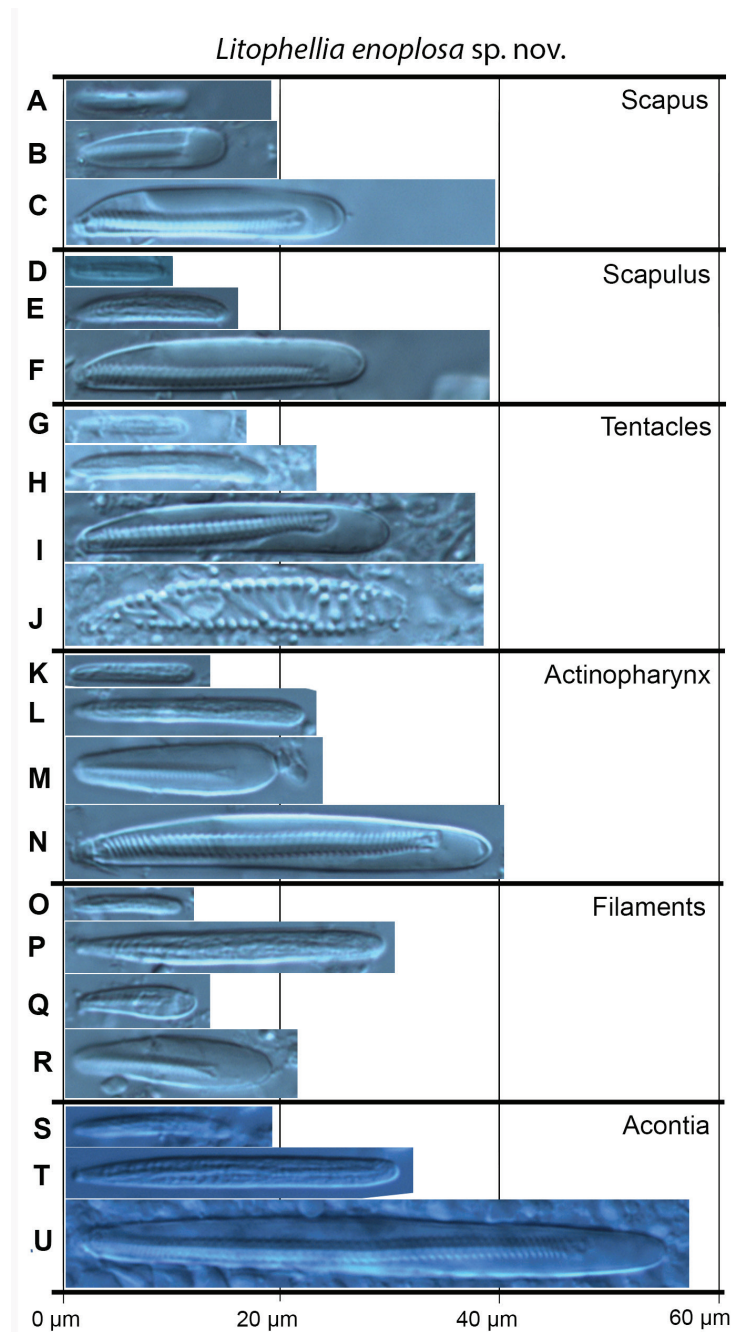 Litophellia enoplosa sp. nov.
A Scapus
B
C
D Scapulus
E
F
G Tentacles
H
I
J
K Actinopharynx
L
M
N
O Filaments
P
Q
R
S Acontia
T
U
0 µm 20 µm 40 µm 60 µm